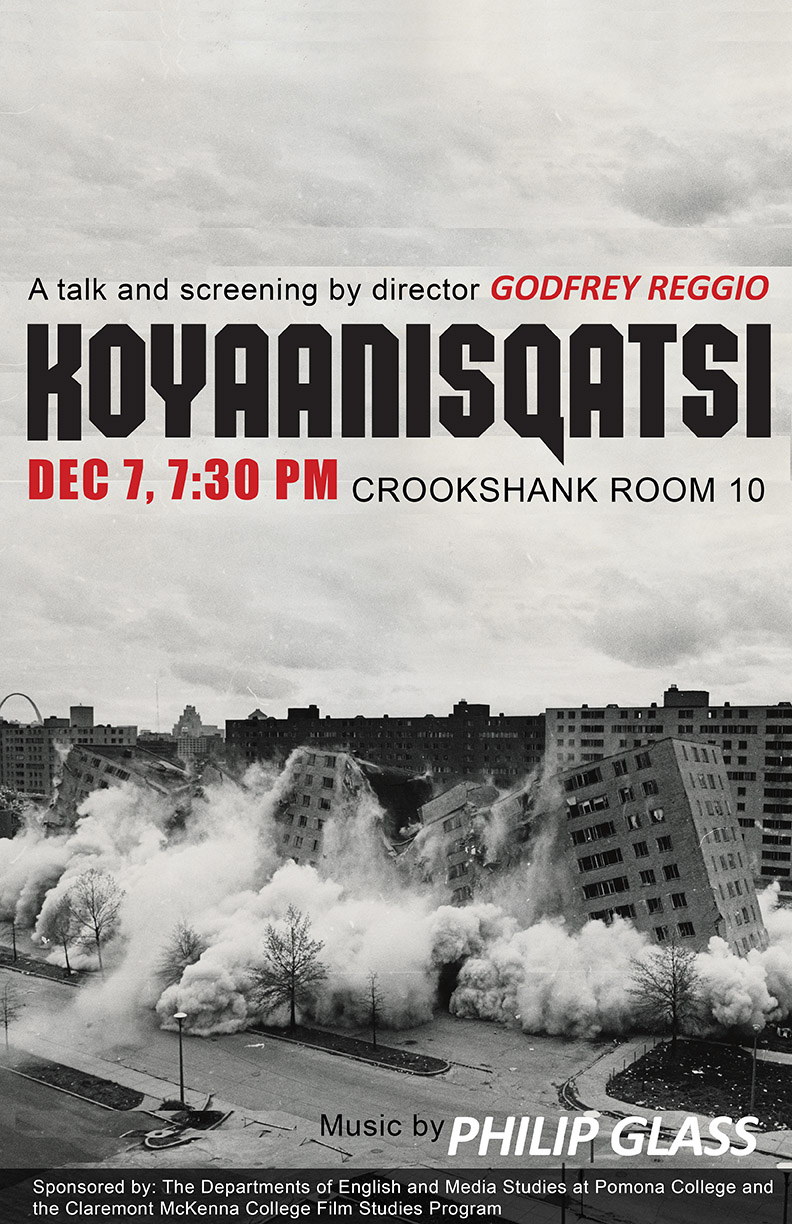 A talk and screening by director GODFREY REGGIO
KOYAANISQATSI
DEC 7, 7:30 PM CROOKSHANK ROOM 10
Music by PHILIP GLASS
Sponsored by: The Departments of English and Media Studies at Pomona College and
the Claremont McKenna College Film Studies Program